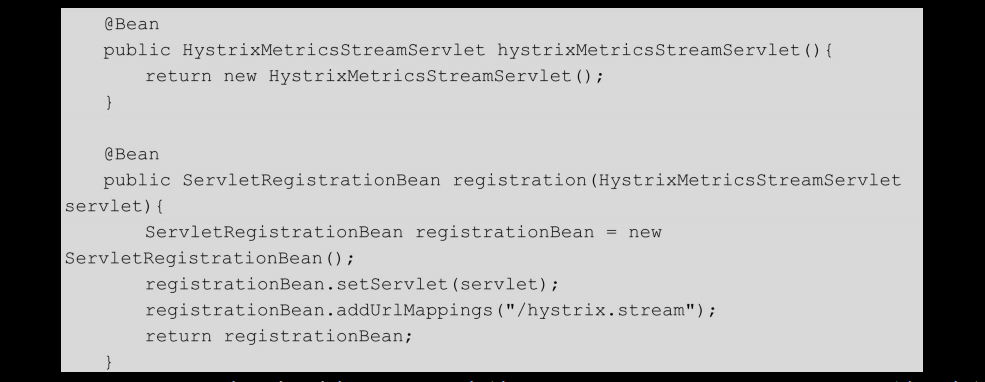 @Bean
public HystrixMetricsStreamServlet hystrixMetricsStreamServlet(){
return new HystrixMetricsStreamServlet();
}
@Bean
public ServletRegistrationBean registration(HystrixMetricsStreamServlet
servlet){
ServletRegistrationBean registrationBean = new
ServletRegistrationBean();
registrationBean.setServlet(servlet);
registrationBean.addUrlMappings("/hystrix.stream");
return registrationBean;
}